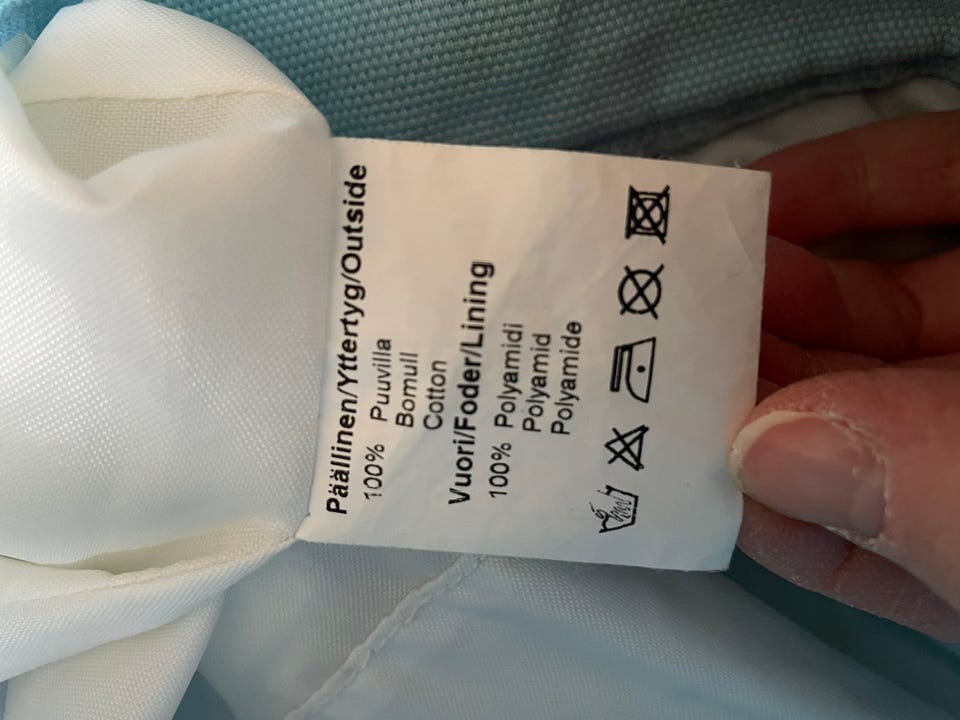 Päällinen/Yttertyg/Outside
100% Puuvilla
Bomull
Cotton
Vuori/Foder/Lining
100% Polyamidi
Polyamid
Polyamide